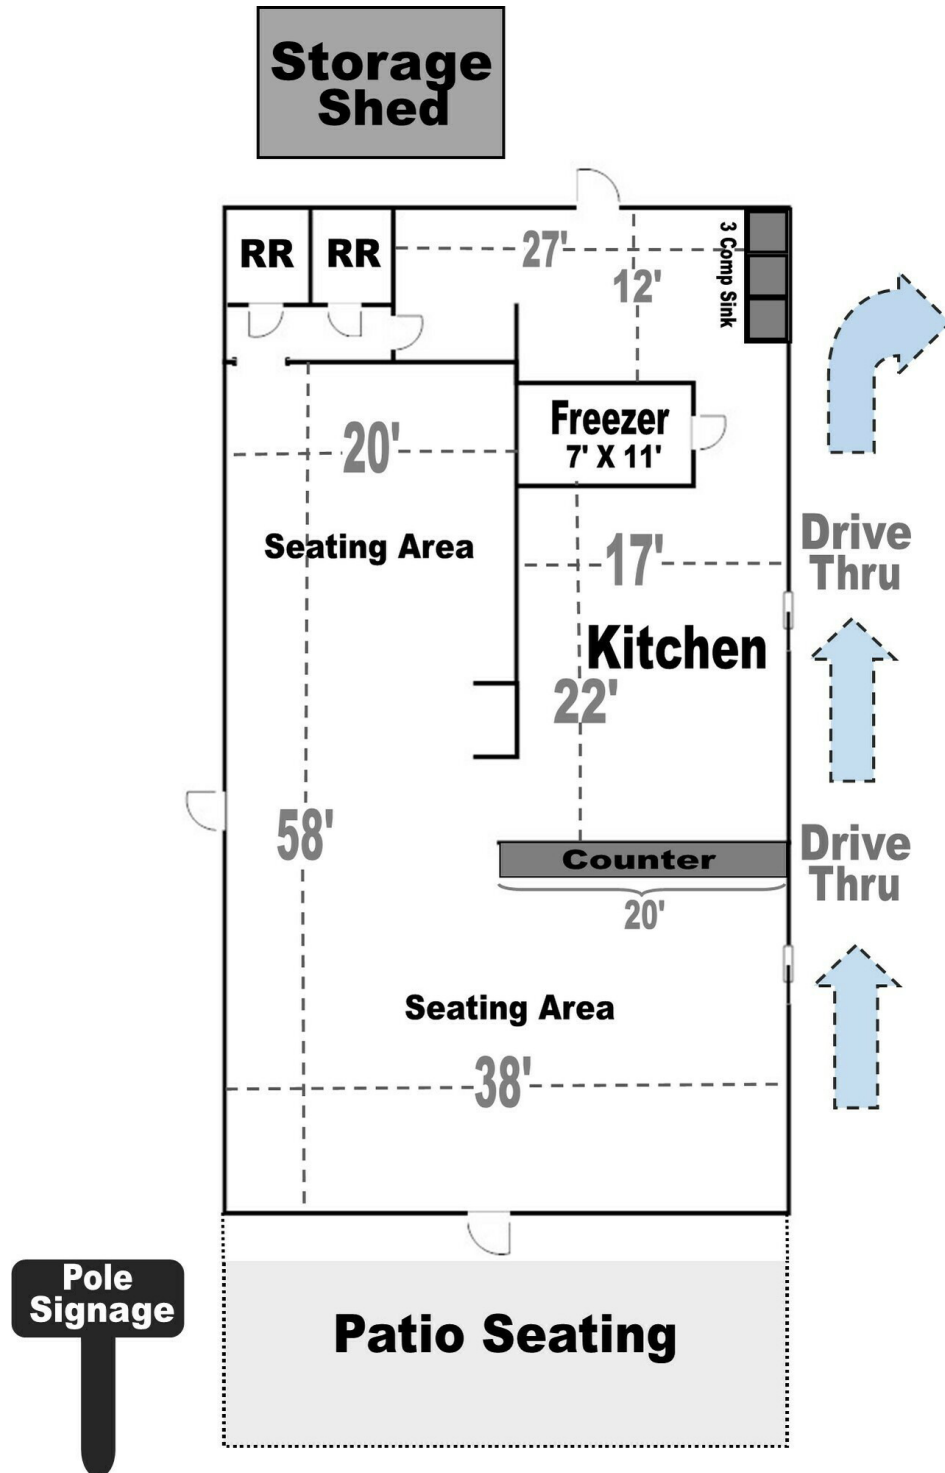 Storage
Shed
RR
RR
27'
12'
3 Comp Sink
Freezer
7' X 11'
20'
Seating Area
17'
Drive
Thru
Kitchen
22'
58'
Drive
Thru
Counter
20'
Seating Area
38'
Pole
Signage
Patio Seating